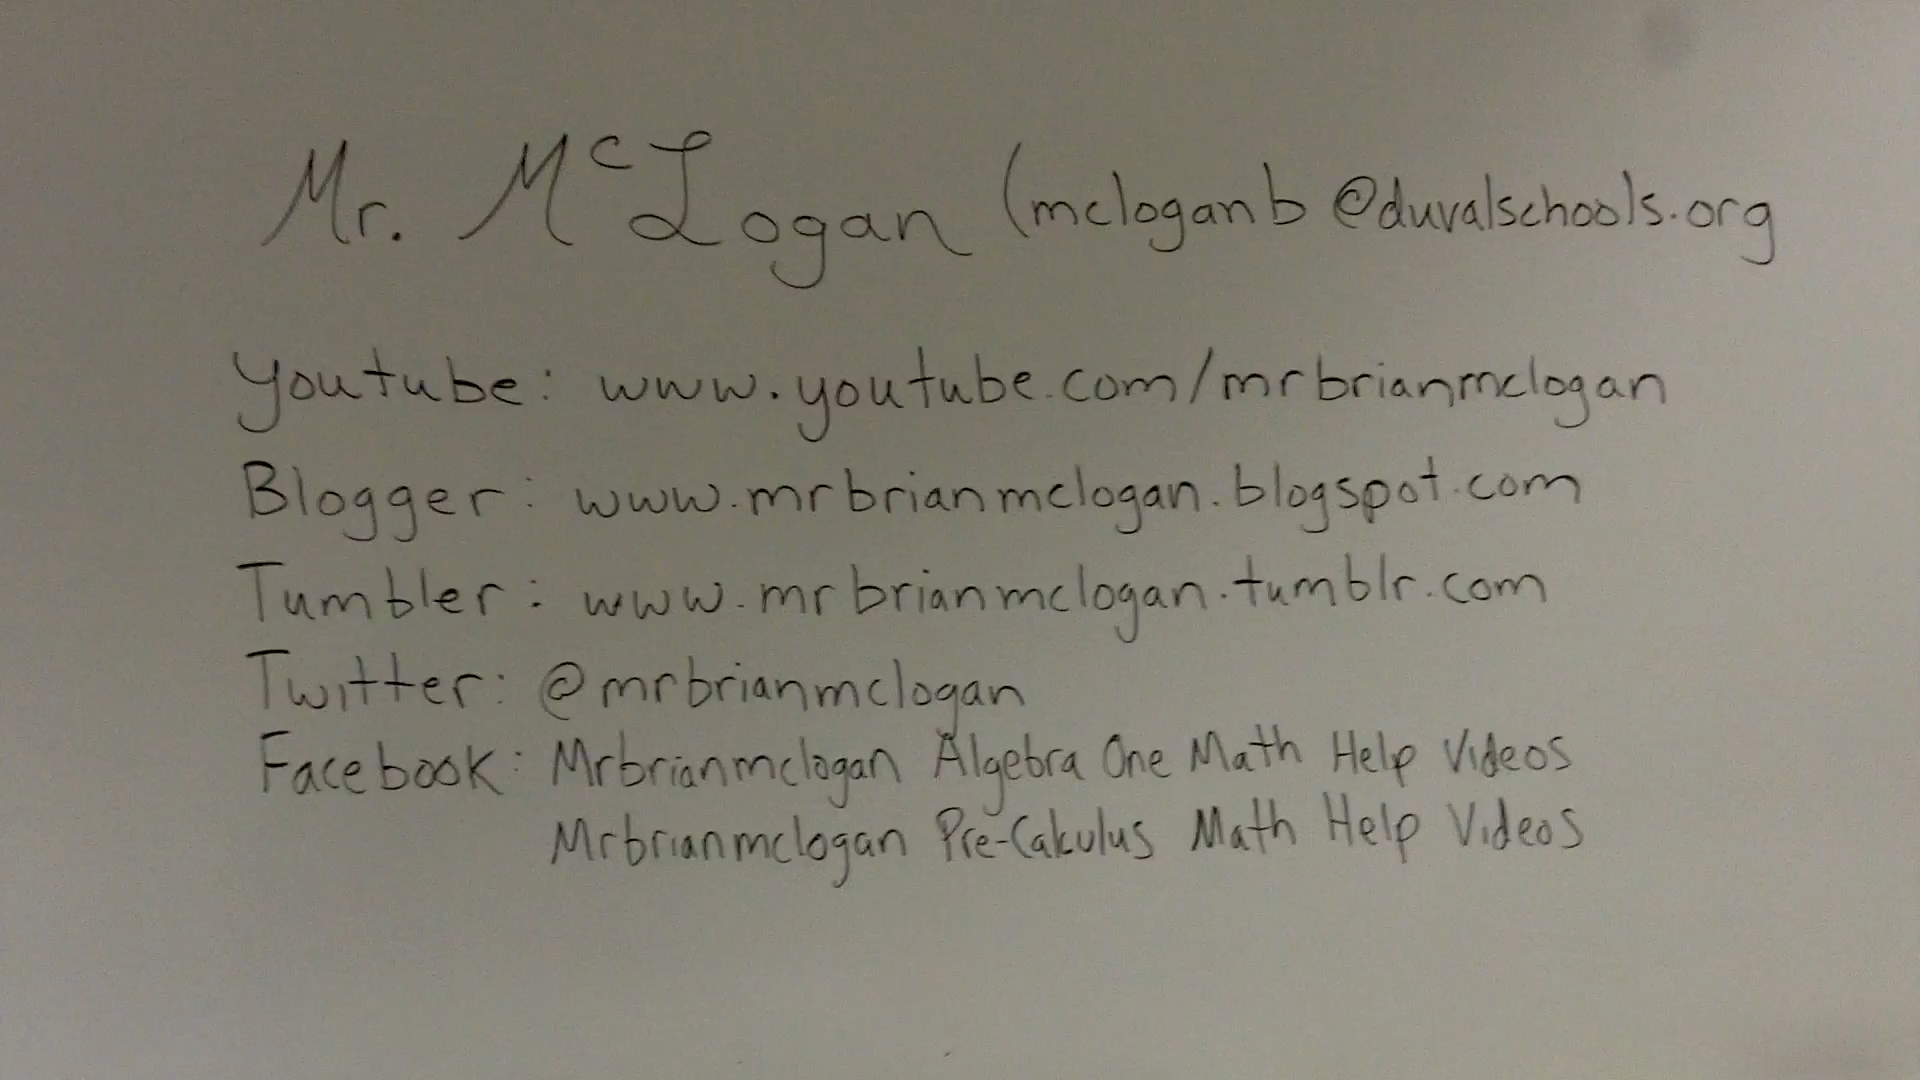 Mr. McLogan (mcloganb@duvalschools.org
Youtube: www.youtube.com/mrbrianmclogan
Blogger: www.mrbrianmclogan.blogspot.com
Tumbler: www.mrbrianmclogan.tumblr.com
Twitter: @mrbrianmclogan
Facebook: Mrbrianmclogan Algebra One Math Help Videos
Mrbrianmclogan Pre-Calculus Math Help Videos